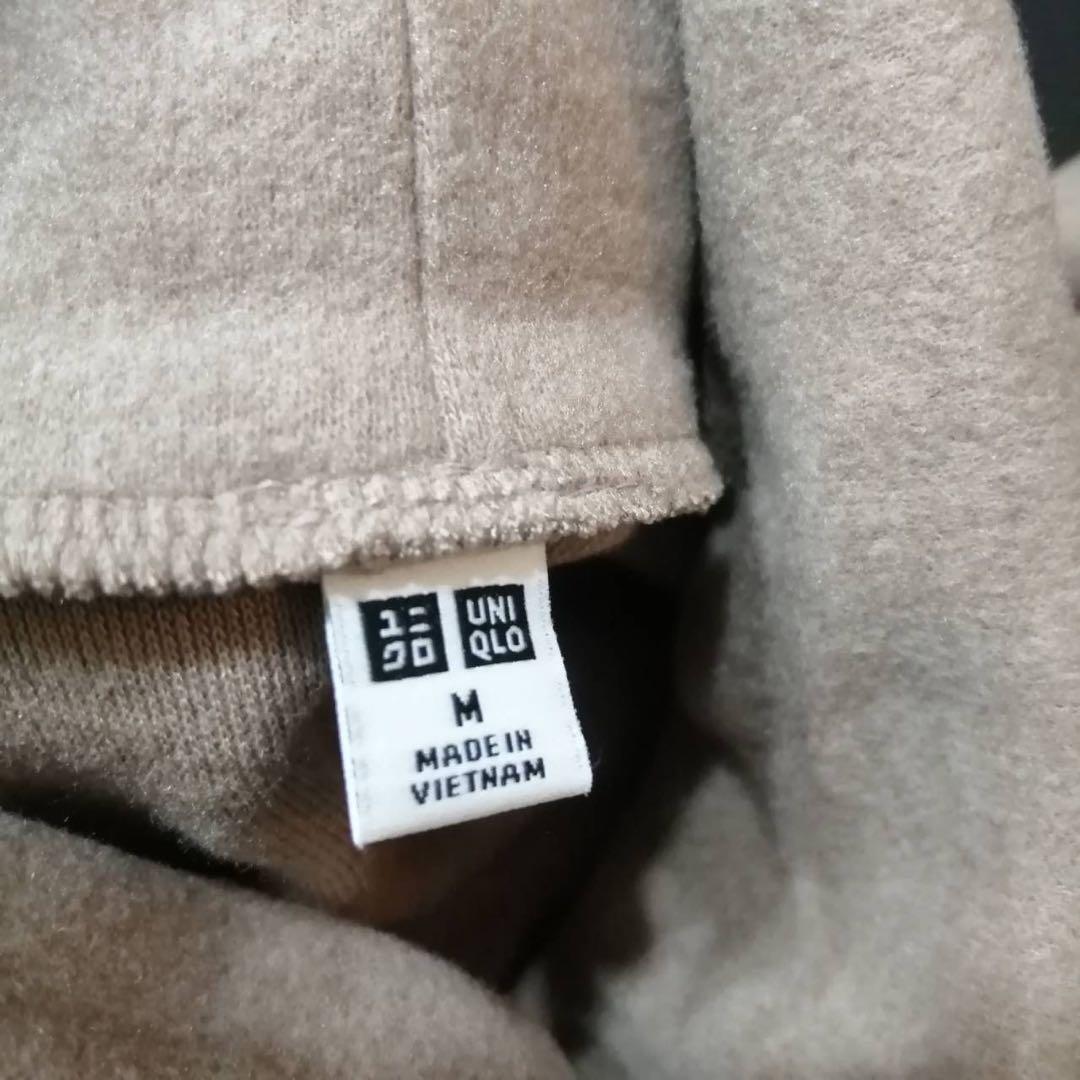 ユニ UNI
クロ QLO
M
MADE IN
VIETNAM